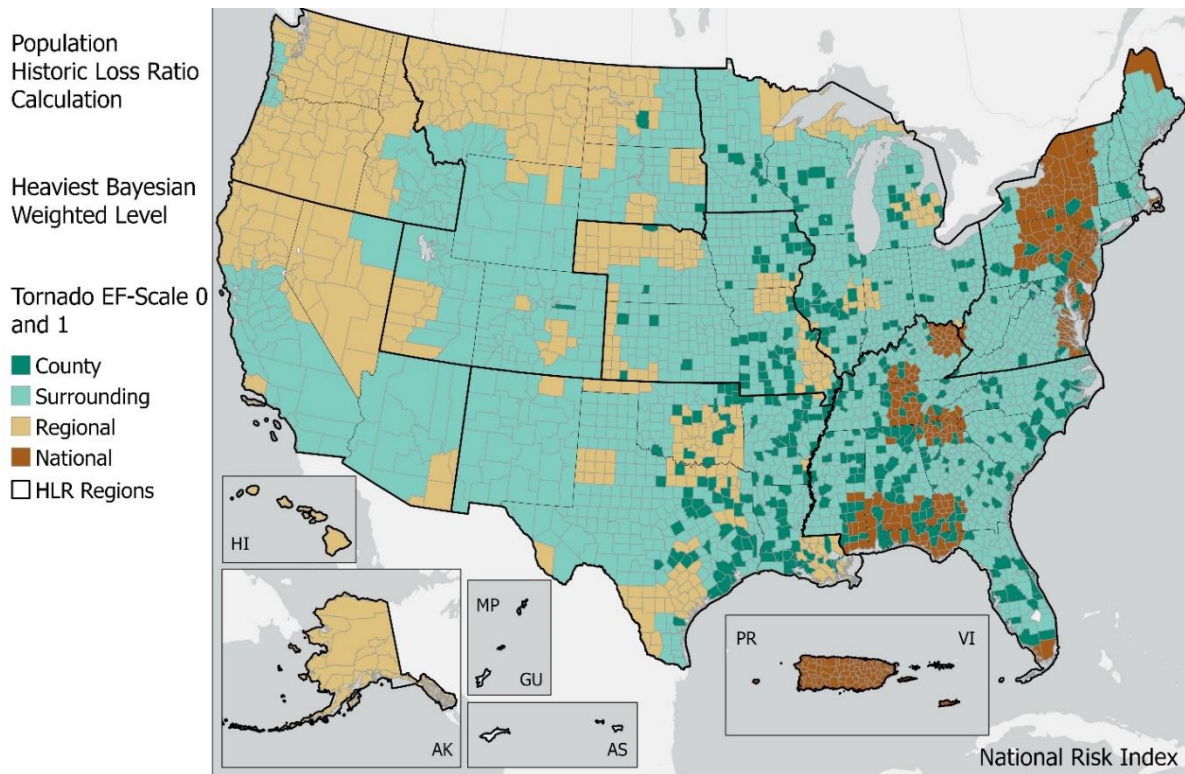 Population
Historic Loss Ratio
Calculation
Heaviest Bayesian
Weighted Level
Tornado EF-Scale 0
and 1
County
Surrounding
Regional
National
HLR Regions
HI
AK
MP
GU
AS
PR
VI
National Risk Index